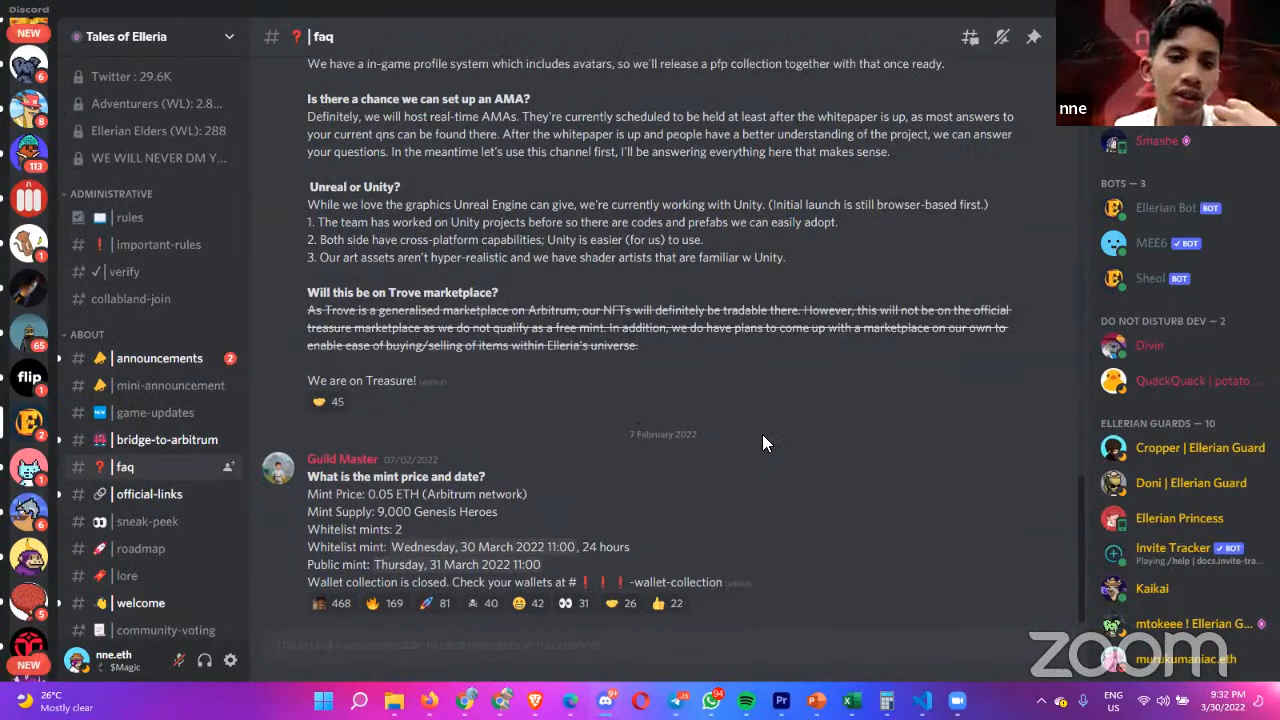 Discord
NEW
6
8
113
1
65
flip
1
2
1
6
5
NEW
Tales of Elleria
Twitter : 29.6K
Adventurers (WL): 2.8...
Ellerian Elders (WL): 288
WE WILL NEVER DM Y...
ADMINISTRATIVE
rules
important-rules
verify
collabland-join
ABOUT
announcements 2
mini-announcement
game-updates
bridge-to-arbitrum
faq
official-links
sneak-peek
roadmap
lore
welcome
community-voting
nne.eth
$Magic
# ❓ | faq
We have a in-game profile system which includes avatars, so we'll release a pfp collection together with that once ready.
Is there a chance we can set up an AMA?
Definitely, we will host real-time AMAs. They're currently scheduled to be held at least after the whitepaper is up, as most answers to
your current qns can be found there. After the whitepaper is up and people have a better understanding of the project, we can answer
your questions. In the meantime let's use this channel first, I'll be answering everything here that makes sense.
Unreal or Unity?
While we love the graphics Unreal Engine can give, we're currently working with Unity. (Initial launch is still browser-based first.)
1. The team has worked on Unity projects before so there are codes and prefabs we can easily adopt.
2. Both side have cross-platform capabilities; Unity is easier (for us) to use.
3. Our art assets aren't hyper-realistic and we have shader artists that are familiar w Unity.
Will this be on Trove marketplace?
As Trove is a generalised marketplace on Arbitrum, our NFTs will definitely be tradable there. However, this will not be on the official
treasure marketplace as we do not qualify as a free mint. In addition, we do have plans to come up with a marketplace on our own to
enable ease of buying/selling of items within Elleria's universe.
We are on Treasure! (edited)
45
7 February 2022
Guild Master 07/02/2022
What is the mint price and date?
Mint Price: 0.05 ETH (Arbitrum network)
Mint Supply: 9,000 Genesis Heroes
Whitelist mints: 2
Whitelist mint: Wednesday, 30 March 2022 11:00, 24 hours
Public mint: Thursday, 31 March 2022 11:00
Wallet collection is closed. Check your wallets at # ❗❗❗ -wallet-collection (edited)
468 169 81 40 42 31 26 22
nne
Smashe
BOTS — 3
Ellerian Bot BOT
MEE6 ✓ BOT
Sheol BOT
DO NOT DISTURB DEV — 2
Divin
QuackQuack | potato ...
ELLERIAN GUARDS — 10
Cropper | Ellerian Guard
Doni | Ellerian Guard
Ellerian Princess
Invite Tracker ✓ BOT
Playing /help | docs.invite-tra...
Kaikai
mtokeee ! Ellerian G...
murukumaniac.eth
zoom
26°C
Mostly clear
9+
26
94
ENG
US
9:32 PM
3/30/2022